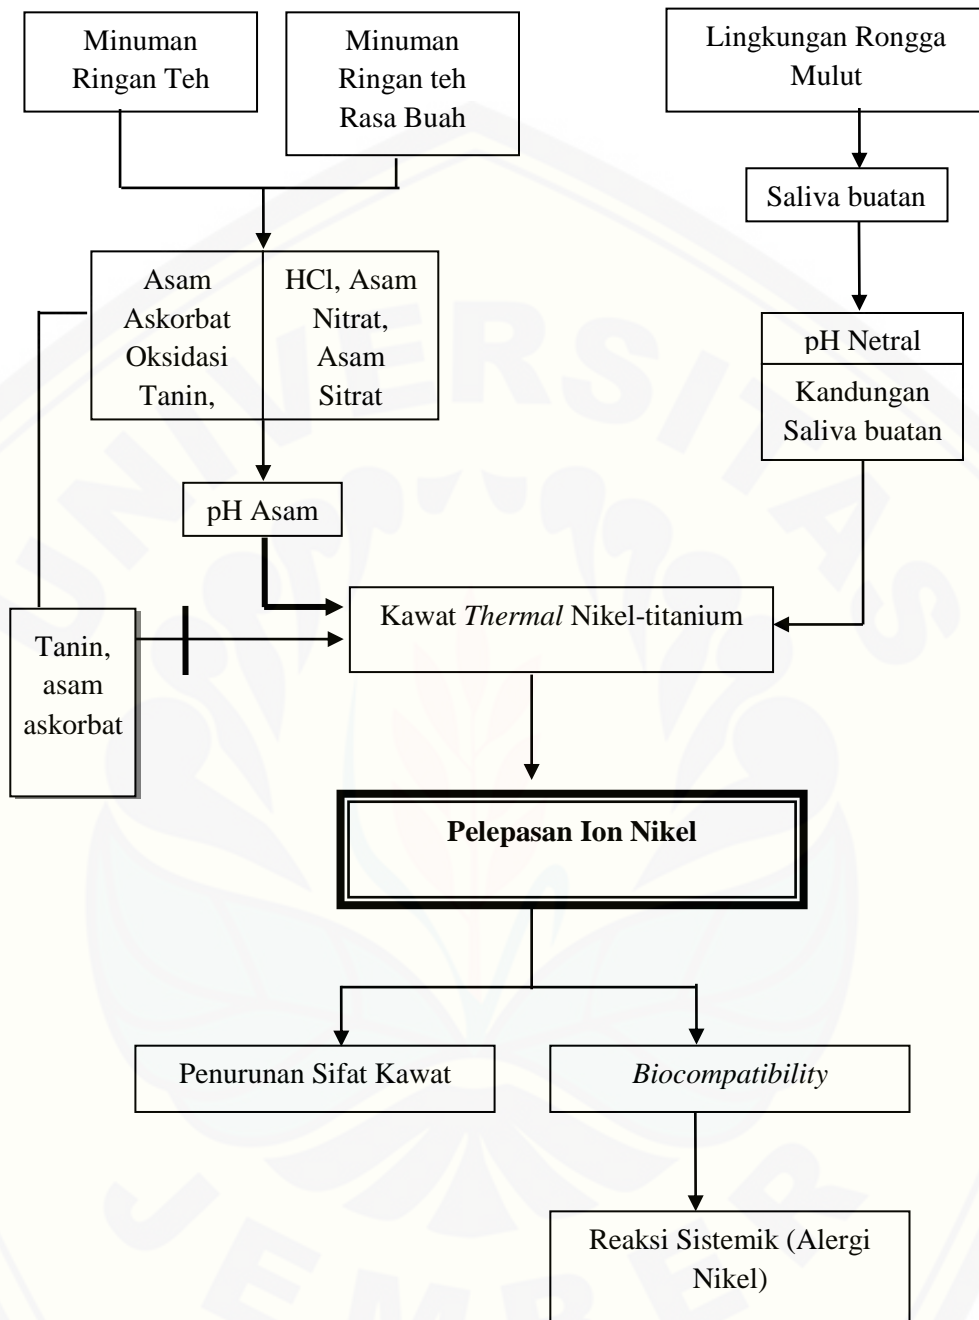 Minuman
Ringan Teh
Minuman
Ringan teh
Rasa Buah
Lingkungan Rongga
Mulut
Saliva buatan
Asam
Askorbat
Oksidasi
Tanin,
HCl, Asam
Nitrat,
Asam
Sitrat
pH Netral
Kandungan
Saliva buatan
pH Asam
Kawat Thermal Nikel-titanium
Tanin,
asam
askorbat
Pelepasan Ion Nikel
Penurunan Sifat Kawat
Biocompatibility
Reaksi Sistemik (Alergi
Nikel)
UNIVERSITAS
JEMBER